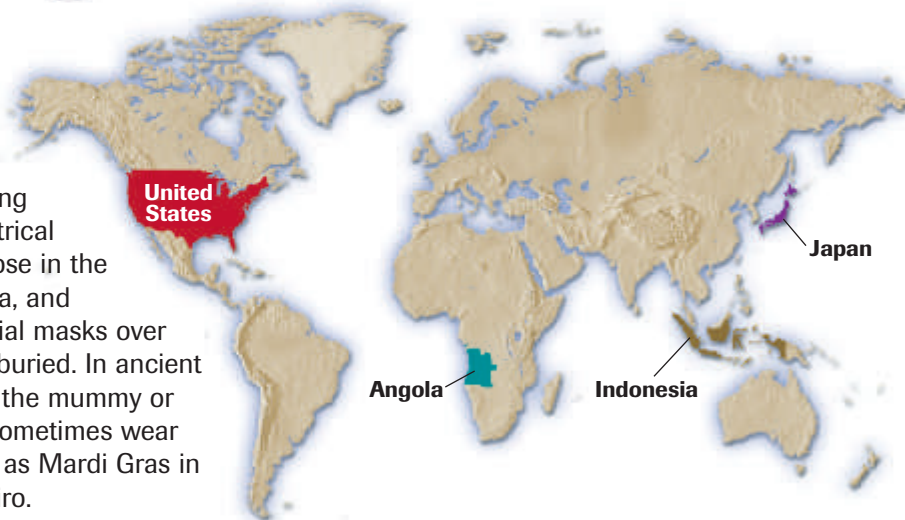 ing
trical
ose in the
a, and
ial masks over
buried. In ancient
the mummy or
ometimes wear
as Mardi Gras in
ro.
United
States
Japan
Angola
Indonesia